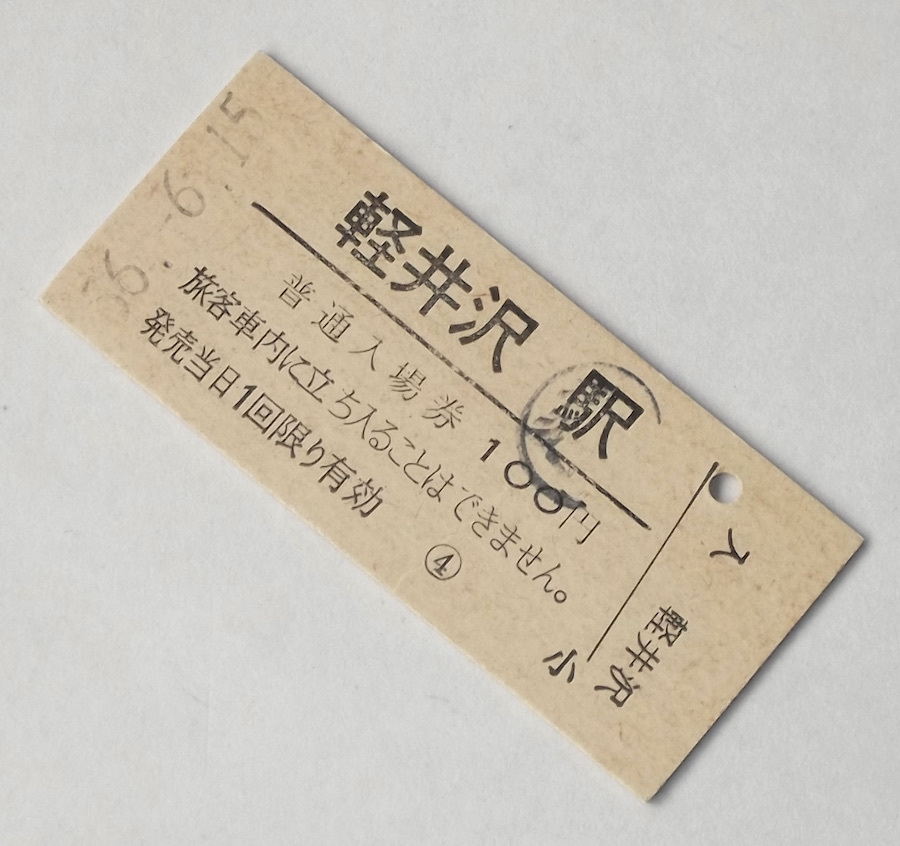 56.-6.15
軽井沢駅
普通入場券 100円
旅客車内に立ち入ることはできません。
発売当日1回限り有効
④
小
軽井沢